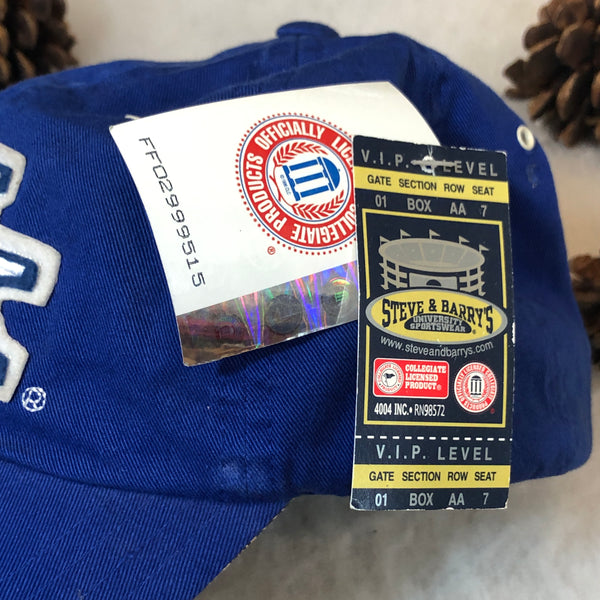 FF02999515
OFFICIALLY LICENSED
COLLEGIATE PRODUCTS
®
®
V.I.P. LEVEL
GATE SECTION ROW SEAT
01 BOX AA 7
STEVE & BARRY'S
UNIVERSITY
SPORTSWEAR
www.steveandbarrys.com
COLLEGIATE
LICENSED
PRODUCT®
4004 INC. • RN98572
V.I.P. LEVEL
GATE SECTION ROW SEAT
01 BOX AA 7